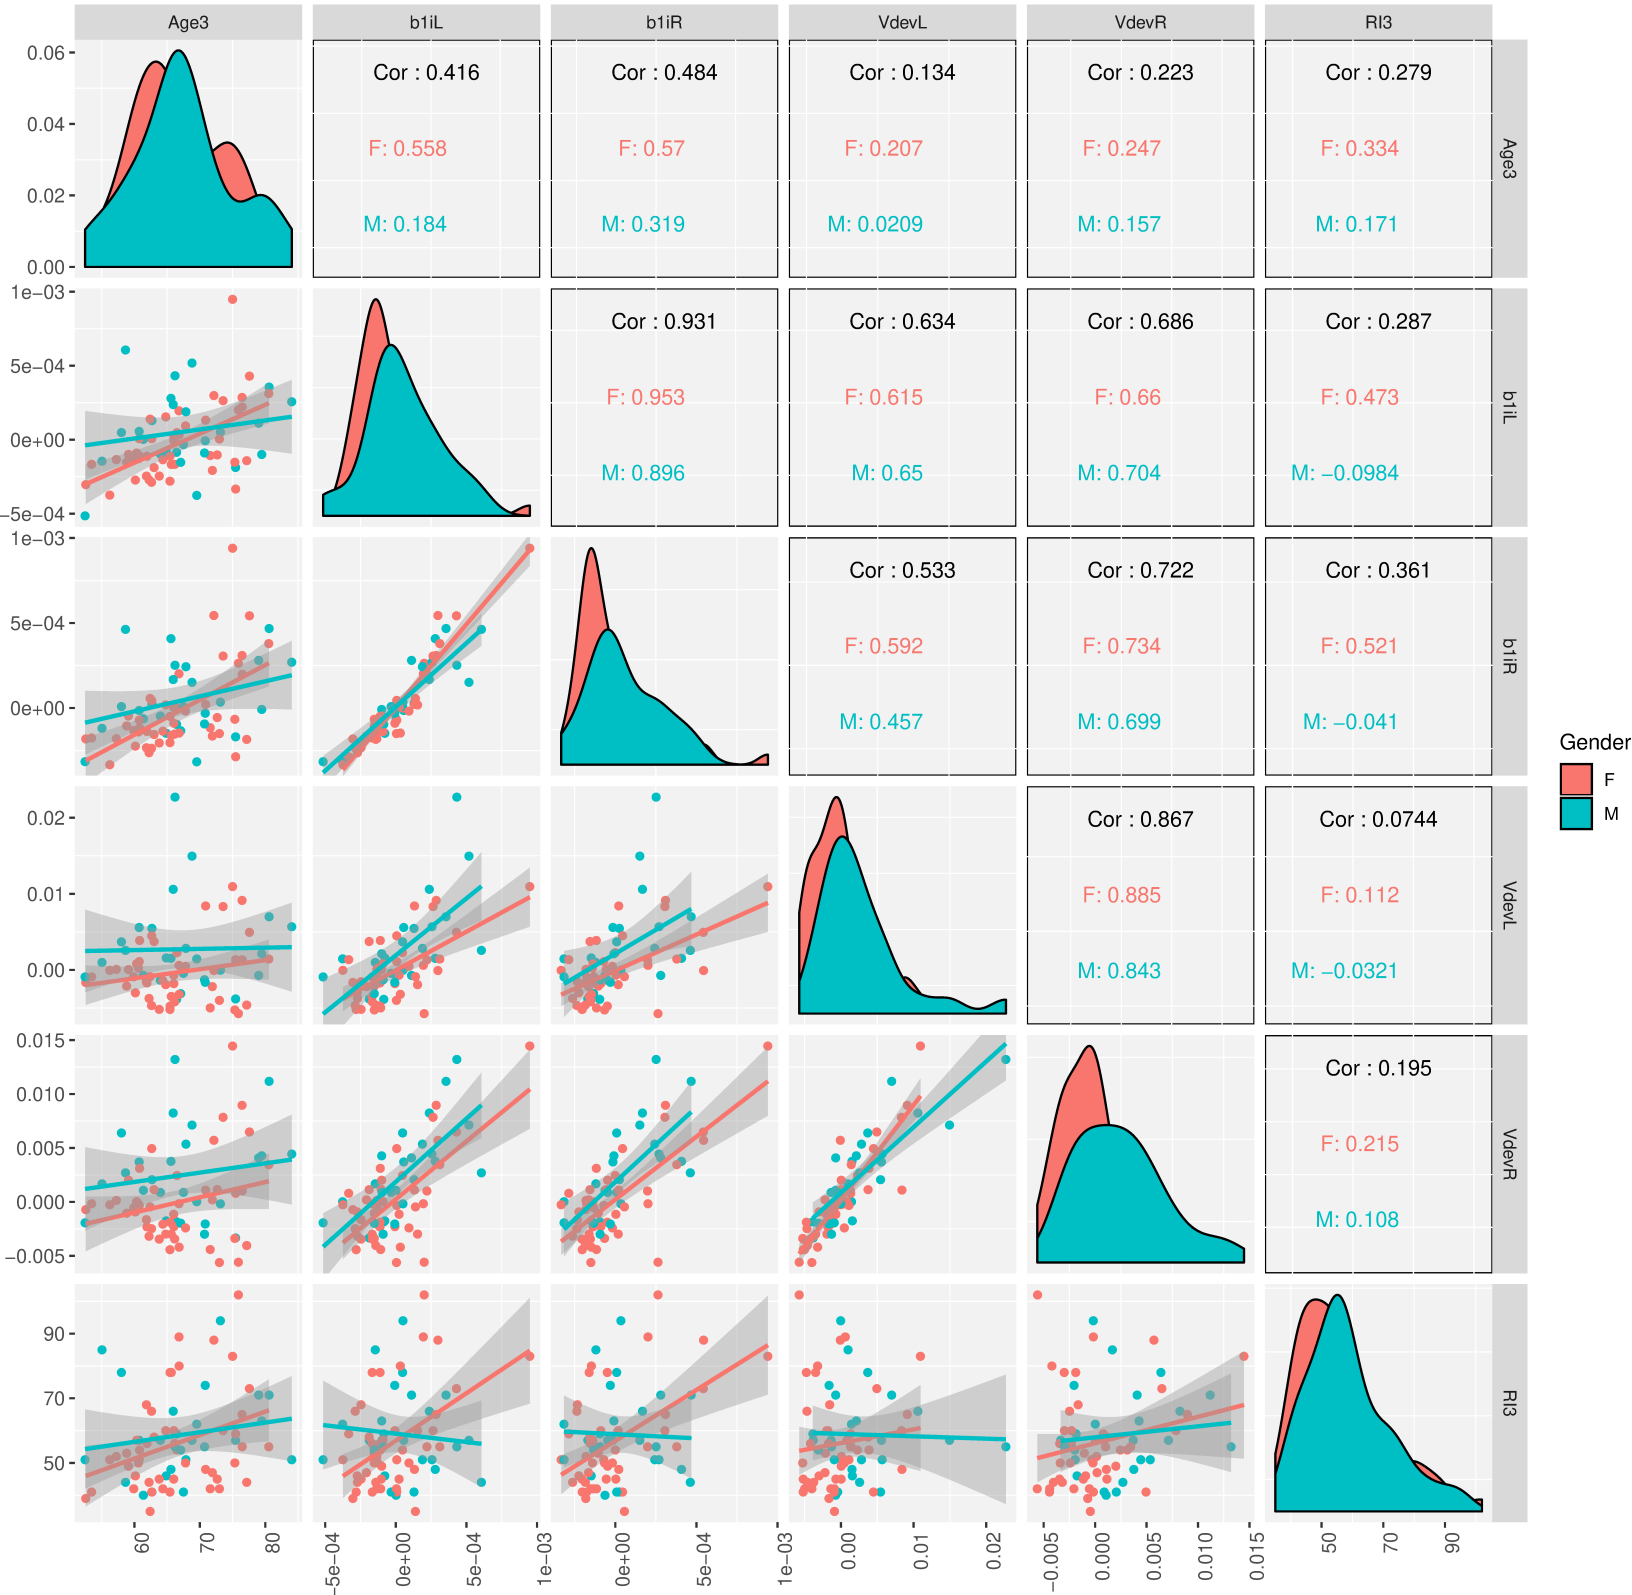 Age3 b1iL b1iR VdevL VdevR RI3
0.06
0.04
0.02
0.00
Cor : 0.416 Cor : 0.484 Cor : 0.134 Cor : 0.223 Cor : 0.279
F: 0.558 F: 0.57 F: 0.207 F: 0.247 F: 0.334
M: 0.184 M: 0.319 M: 0.0209 M: 0.157 M: 0.171
Age3
1e−03
5e−04
0e+00
−5e−04
Cor : 0.931 Cor : 0.634 Cor : 0.686 Cor : 0.287
F: 0.953 F: 0.615 F: 0.66 F: 0.473
M: 0.896 M: 0.65 M: 0.704 M: −0.0984
b1iL
1e−03
5e−04
0e+00
Cor : 0.533 Cor : 0.722 Cor : 0.361
F: 0.592 F: 0.734 F: 0.521
M: 0.457 M: 0.699 M: −0.041
b1iR
0.02
0.01
0.00
Cor : 0.867 Cor : 0.0744
F: 0.885 F: 0.112
M: 0.843 M: −0.0321
VdevL
0.015
0.010
0.005
0.000
−0.005
Cor : 0.195
F: 0.215
M: 0.108
VdevR
90
70
50
RI3
60 70 80 −5e−04 0e+00 5e−04 1e−03 0e+00 5e−04 1e−03 0.00 0.01 0.02 −0.005 0.000 0.005 0.010 0.015 50 70 90
Gender
F
M